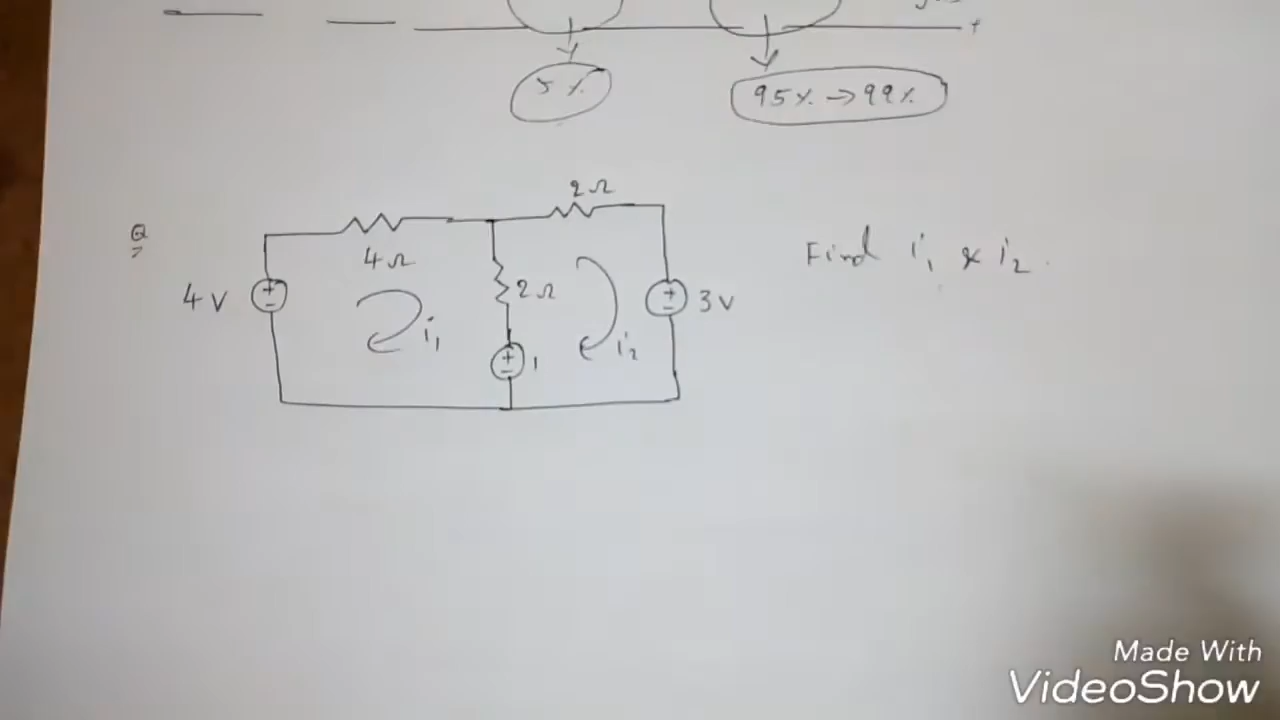 5 %
95% → 99%
Q
2Ω
4Ω
Find i1 & i2.
4V
+
-
2Ω
+
-
3V
i1
i2
+
-
1
Made With
VideoShow